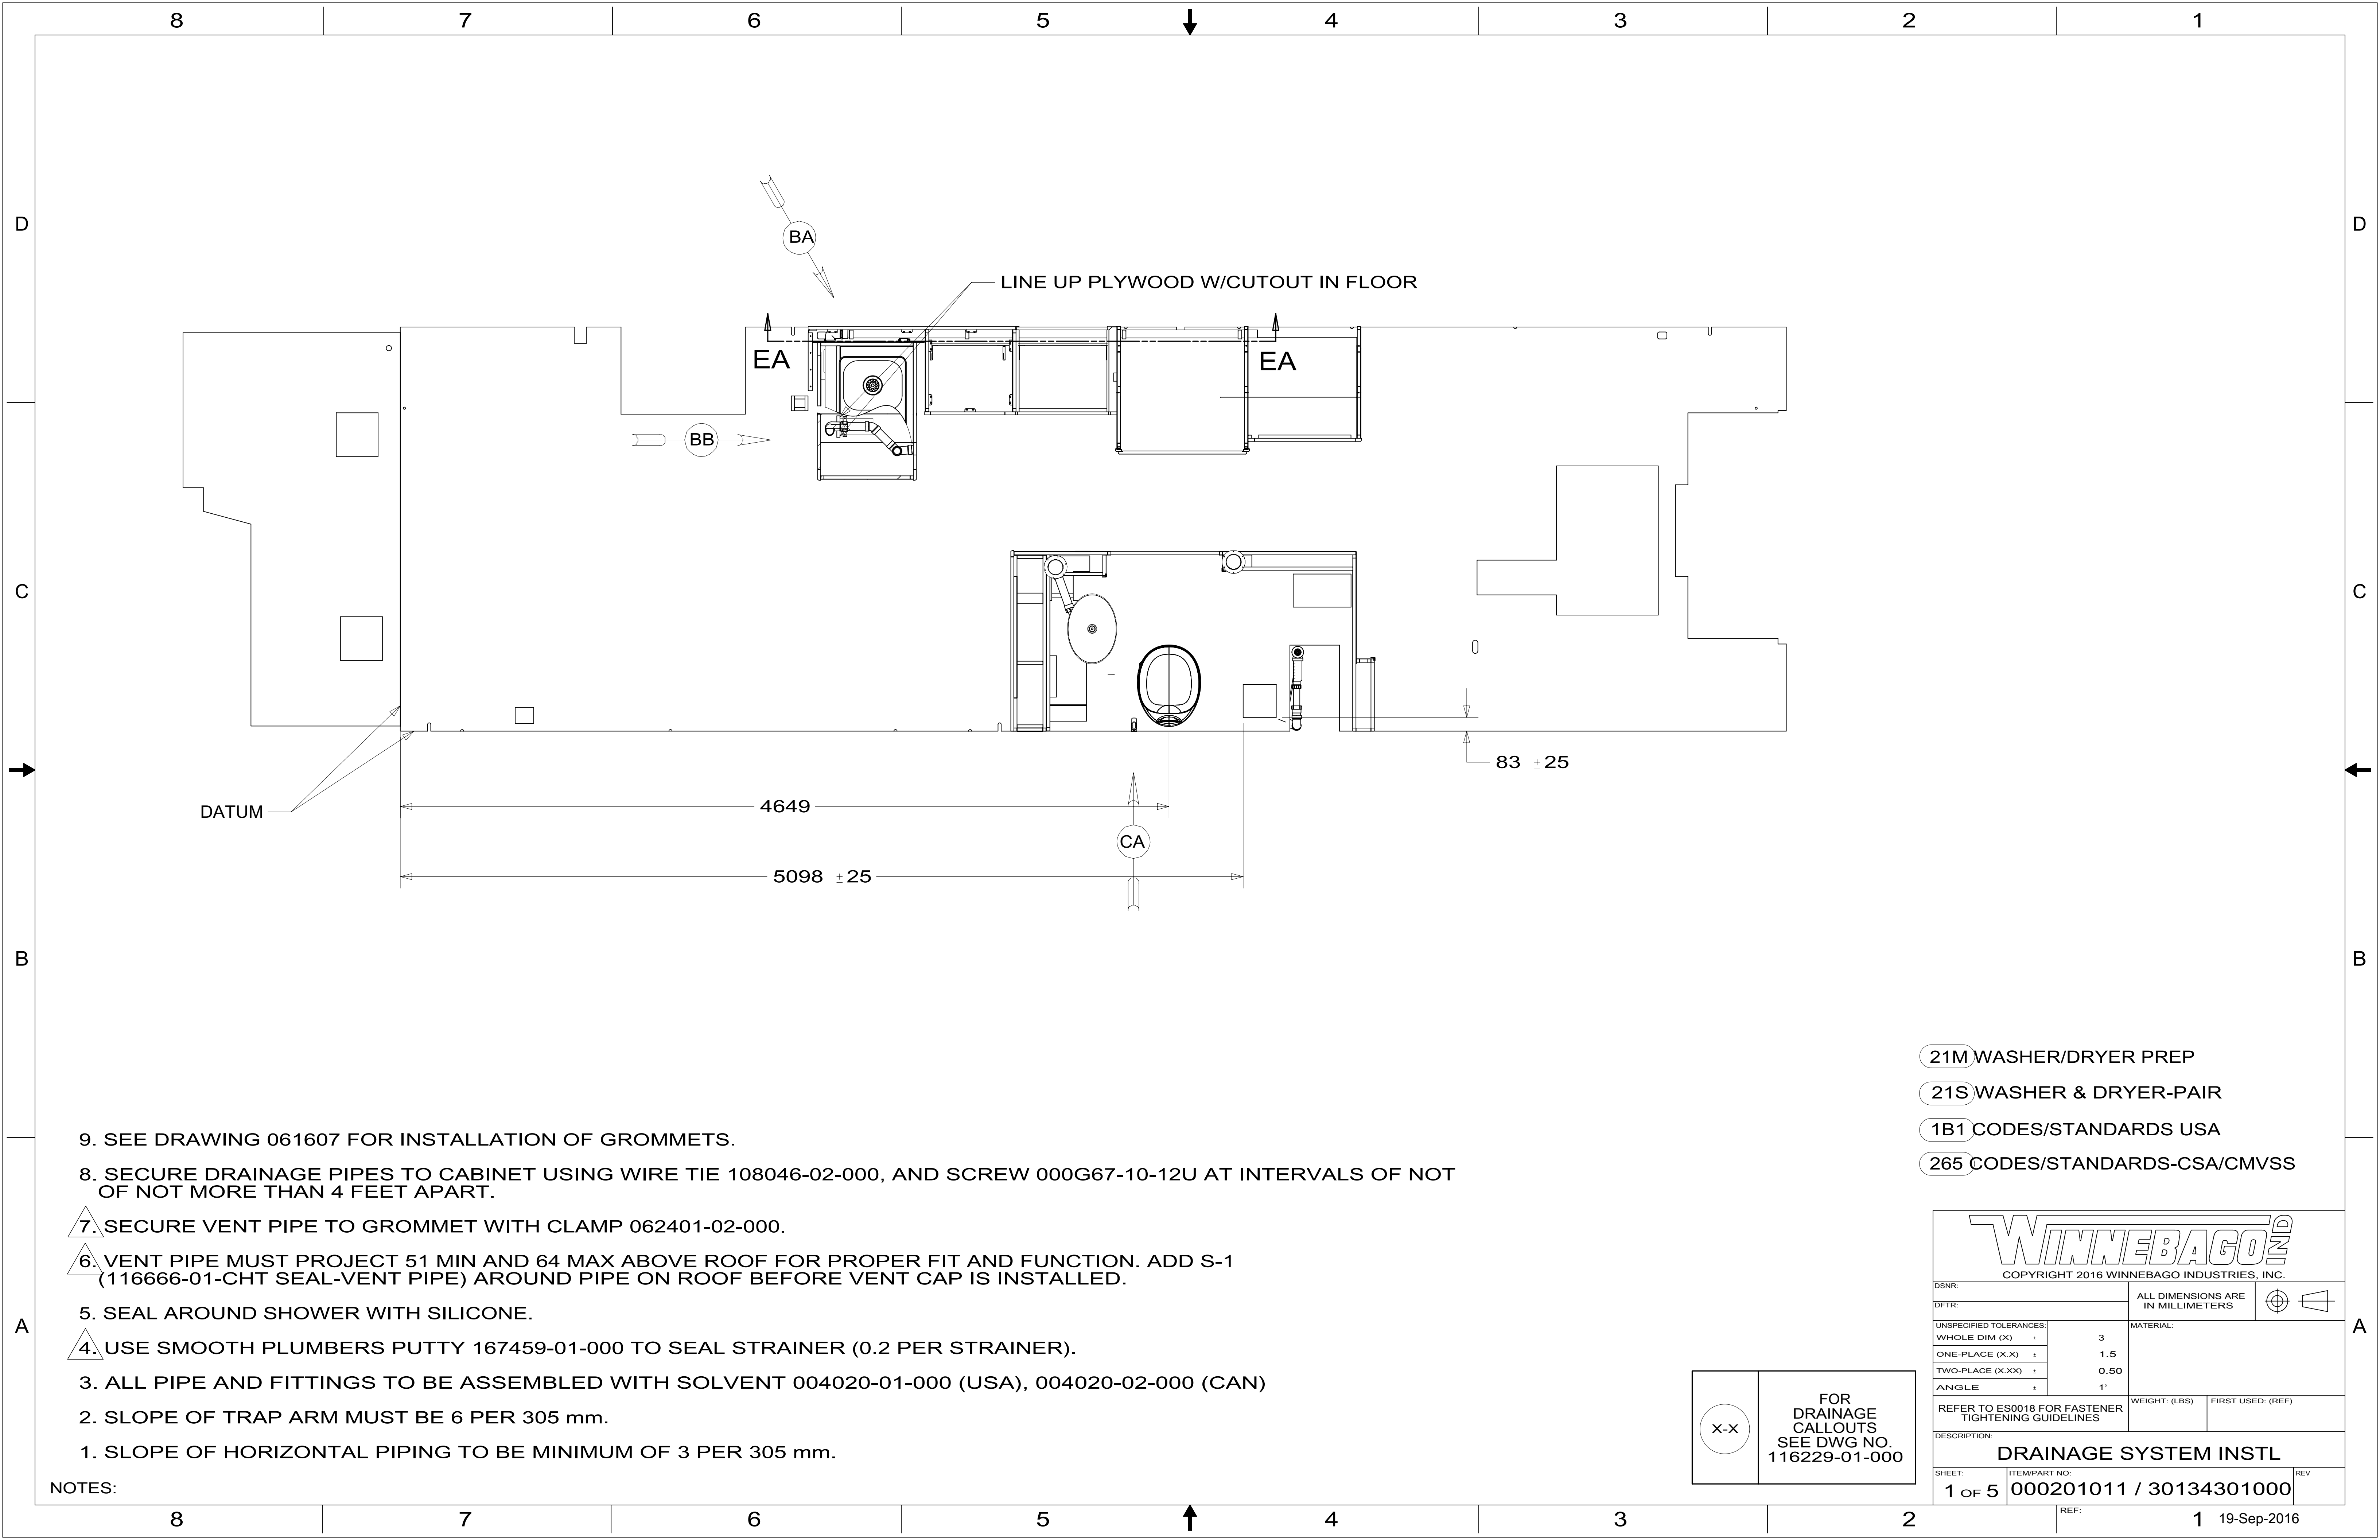 8 7 6 5 4 3 2 1
D D
BA
LINE UP PLYWOOD W/CUTOUT IN FLOOR
EA EA
BB
C C
83 ±25
DATUM
4649
CA
5098 ±25
B B
21M WASHER/DRYER PREP
21S WASHER & DRYER-PAIR
1B1 CODES/STANDARDS USA
265 CODES/STANDARDS-CSA/CMVSS
9. SEE DRAWING 061607 FOR INSTALLATION OF GROMMETS.
8. SECURE DRAINAGE PIPES TO CABINET USING WIRE TIE 108046-02-000, AND SCREW 000G67-10-12U AT INTERVALS OF NOT
OF NOT MORE THAN 4 FEET APART.
7. SECURE VENT PIPE TO GROMMET WITH CLAMP 062401-02-000.
6. VENT PIPE MUST PROJECT 51 MIN AND 64 MAX ABOVE ROOF FOR PROPER FIT AND FUNCTION. ADD S-1
(116666-01-CHT SEAL-VENT PIPE) AROUND PIPE ON ROOF BEFORE VENT CAP IS INSTALLED.
5. SEAL AROUND SHOWER WITH SILICONE.
4. USE SMOOTH PLUMBERS PUTTY 167459-01-000 TO SEAL STRAINER (0.2 PER STRAINER).
3. ALL PIPE AND FITTINGS TO BE ASSEMBLED WITH SOLVENT 004020-01-000 (USA), 004020-02-000 (CAN)
2. SLOPE OF TRAP ARM MUST BE 6 PER 305 mm.
1. SLOPE OF HORIZONTAL PIPING TO BE MINIMUM OF 3 PER 305 mm.
NOTES:
A A
X-X
FOR
DRAINAGE
CALLOUTS
SEE DWG NO.
116229-01-000
WINNEBAGO IND
COPYRIGHT 2016 WINNEBAGO INDUSTRIES, INC.
DSNR:
DFTR:
ALL DIMENSIONS ARE
IN MILLIMETERS
UNSPECIFIED TOLERANCES:
WHOLE DIM (X) ± 3
ONE-PLACE (X.X) ± 1.5
TWO-PLACE (X.XX) ± 0.50
ANGLE ± 1°
MATERIAL:
REFER TO ES0018 FOR FASTENER
TIGHTENING GUIDELINES
WEIGHT: (LBS)
FIRST USED: (REF)
DESCRIPTION:
DRAINAGE SYSTEM INSTL
SHEET:
1 OF 5
ITEM/PART NO:
000201011 / 30134301000
REV
REF:
8 7 6 5 4 3 2 1
19-Sep-2016